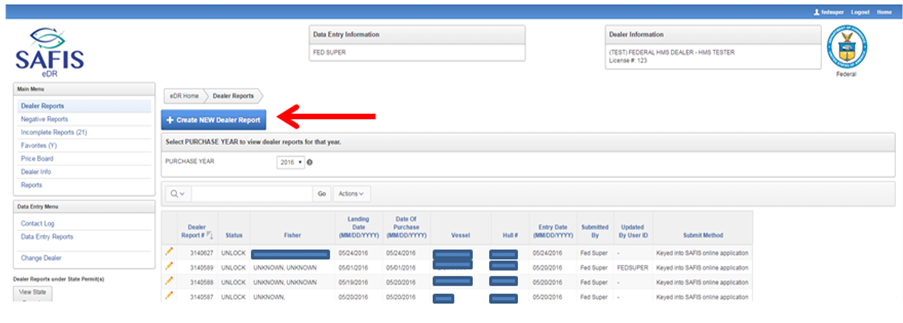 fedsuper Logout Home
SAFIS
eDR
Data Entry Information
FED SUPER
Dealer Information
(TEST) FEDERAL HMS DEALER - HMS TESTER
License #: 123
Federal
Main Menu
Dealer Reports
Negative Reports
Incomplete Reports (21)
Favorites (Y)
Price Board
Dealer Info
Reports
Data Entry Menu
Contact Log
Data Entry Reports
Change Dealer
Dealer Reports under State Permit(s)
View State
eDR Home Dealer Reports
+ Create NEW Dealer Report
Select PURCHASE YEAR to view dealer reports for that year.
PURCHASE YEAR 2016
Go Actions
Dealer Report # Status Fisher Landing Date (MM/DD/YYYY) Date Of Purchase (MM/DD/YYYY) Vessel Hull # Entry Date (MM/DD/YYYY) Submitted By Updated By User ID Submit Method
3140627 UNLOCK 05/24/2016 05/24/2016 05/24/2016 Fed Super - Keyed into SAFIS online application
3140589 UNLOCK UNKNOWN, UNKNOWN 05/01/2016 05/01/2016 05/20/2016 Fed Super FEDSUPER Keyed into SAFIS online application
3140588 UNLOCK UNKNOWN, UNKNOWN 05/19/2016 05/20/2016 05/20/2016 Fed Super - Keyed into SAFIS online application
3140587 UNLOCK UNKNOWN, 05/20/2016 05/20/2016 05/20/2016 Fed Super - Keyed into SAFIS online application